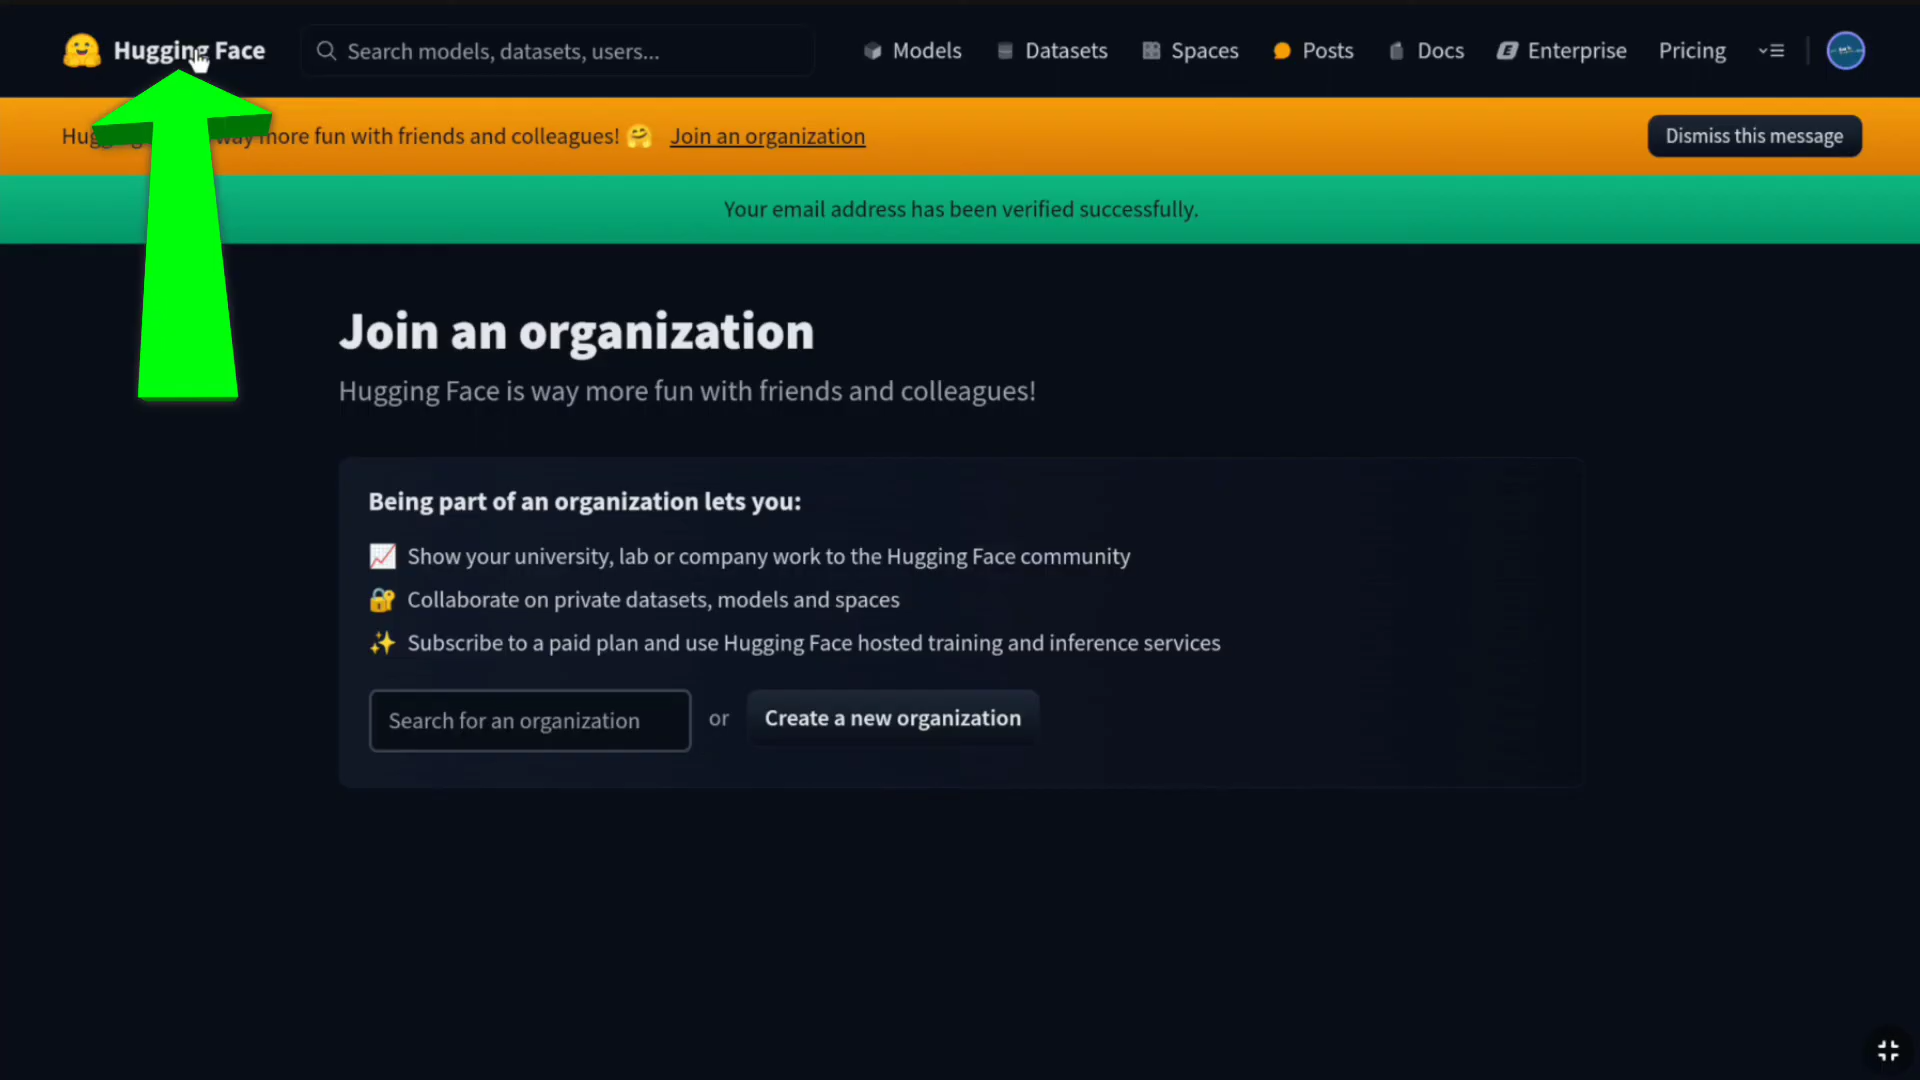 Hugging Face
Search models, datasets, users...
Models
Datasets
Spaces
Posts
Docs
Enterprise
Pricing
way more fun with friends and colleagues! 🤗 Join an organization
Dismiss this message
Your email address has been verified successfully.
Join an organization
Hugging Face is way more fun with friends and colleagues!
Being part of an organization lets you:
📈 Show your university, lab or company work to the Hugging Face community
🔐 Collaborate on private datasets, models and spaces
✨ Subscribe to a paid plan and use Hugging Face hosted training and inference services
Search for an organization
or
Create a new organization